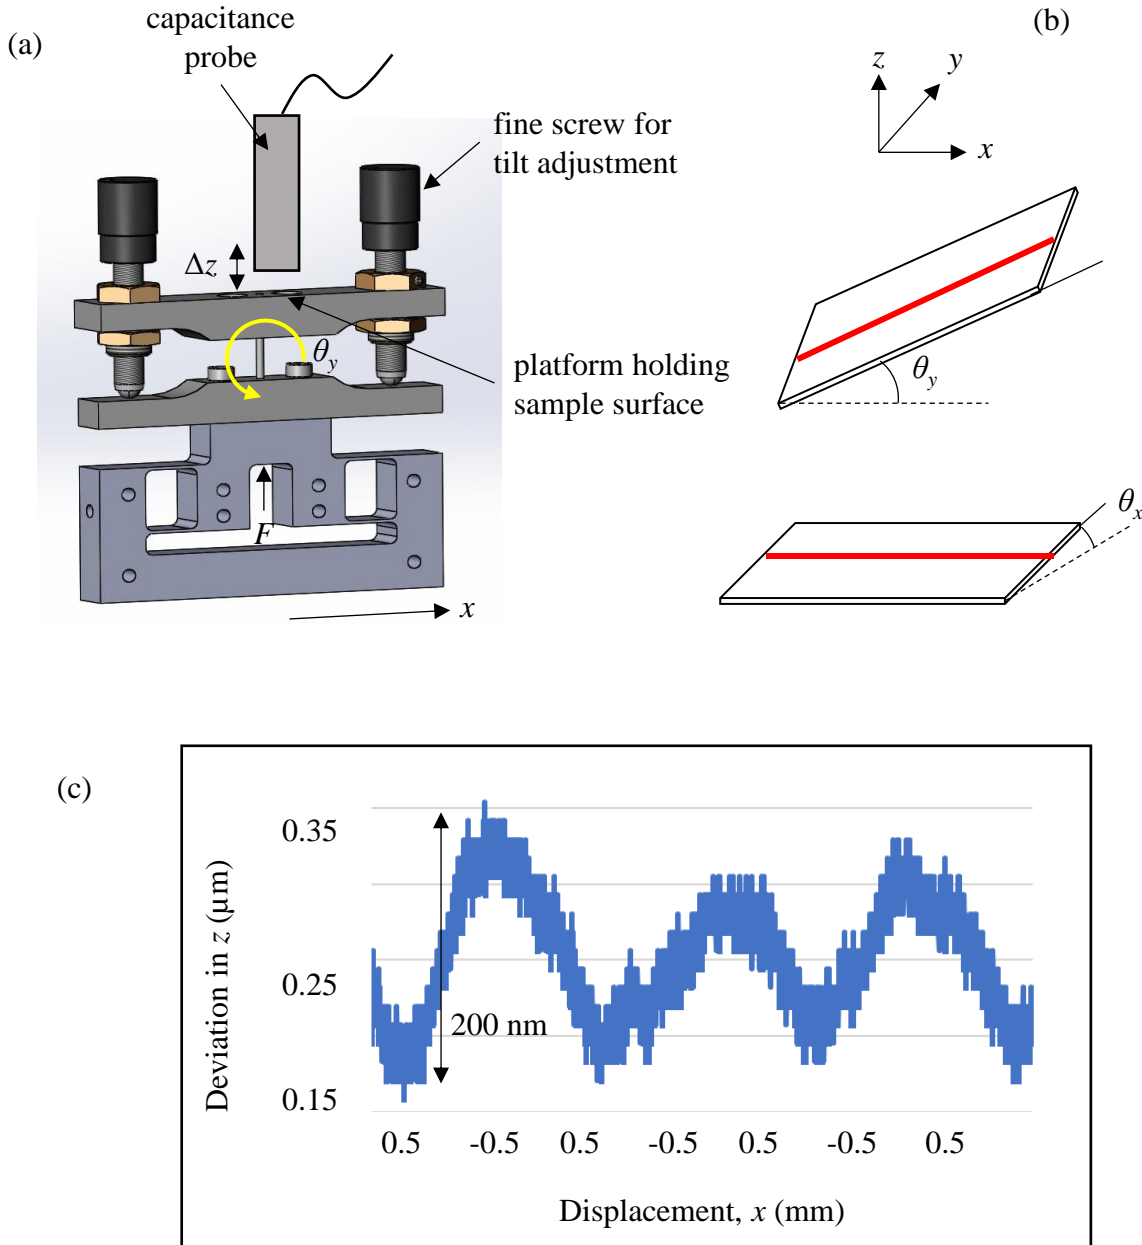 (a)
capacitance
probe
fine screw for
tilt adjustment
Δz
θy
platform holding
sample surface
F
x
(b)
z
y
x
θy
θx
(c)
Deviation in z (μm)
0.35
0.25
0.15
200 nm
0.5 -0.5 0.5 -0.5 0.5 -0.5 0.5
Displacement, x (mm)